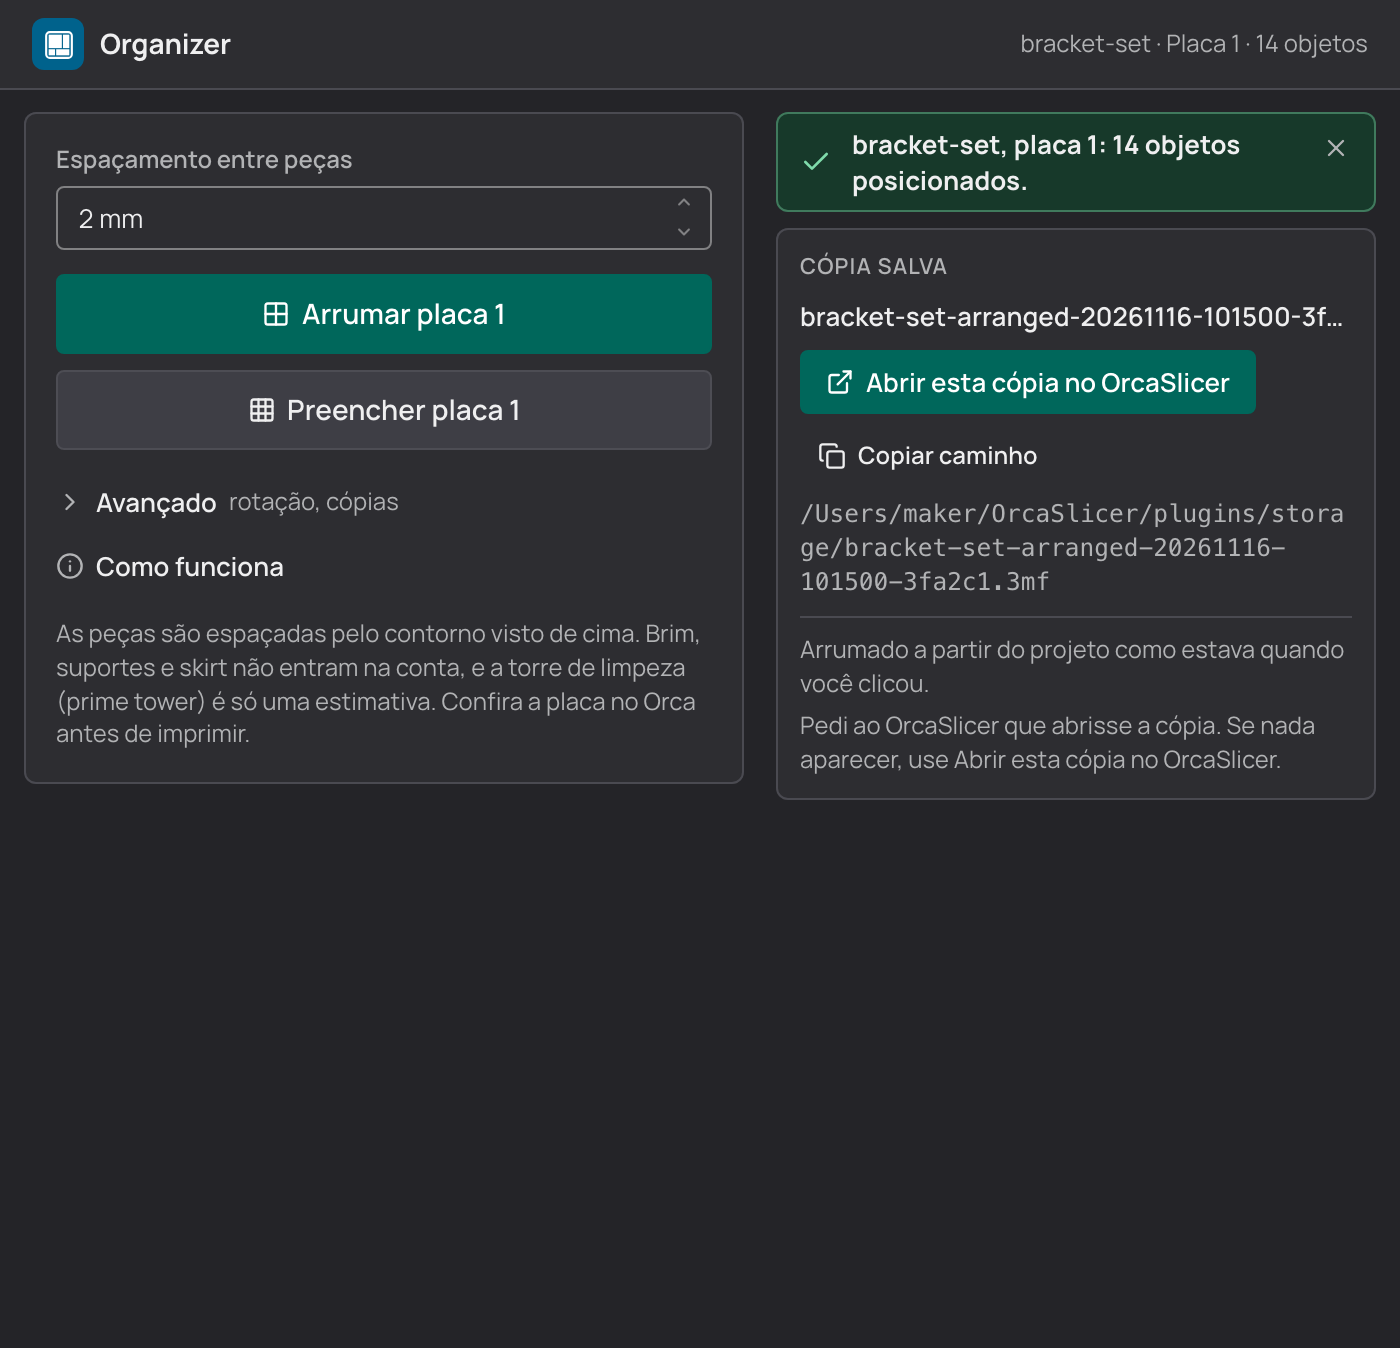 Organizer
bracket-set · Placa 1 · 14 objetos
Espaçamento entre peças
2 mm
Arrumar placa 1
Preencher placa 1
Avançado rotação, cópias
Como funciona
As peças são espaçadas pelo contorno visto de cima. Brim,
suportes e skirt não entram na conta, e a torre de limpeza
(prime tower) é só uma estimativa. Confira a placa no Orca
antes de imprimir.
bracket-set, placa 1: 14 objetos
posicionados.
CÓPIA SALVA
bracket-set-arranged-20261116-101500-3f…
Abrir esta cópia no OrcaSlicer
Copiar caminho
/Users/maker/OrcaSlicer/plugins/stora
ge/bracket-set-arranged-20261116-
101500-3fa2c1.3mf
Arrumado a partir do projeto como estava quando
você clicou.
Pedi ao OrcaSlicer que abrisse a cópia. Se nada
aparecer, use Abrir esta cópia no OrcaSlicer.